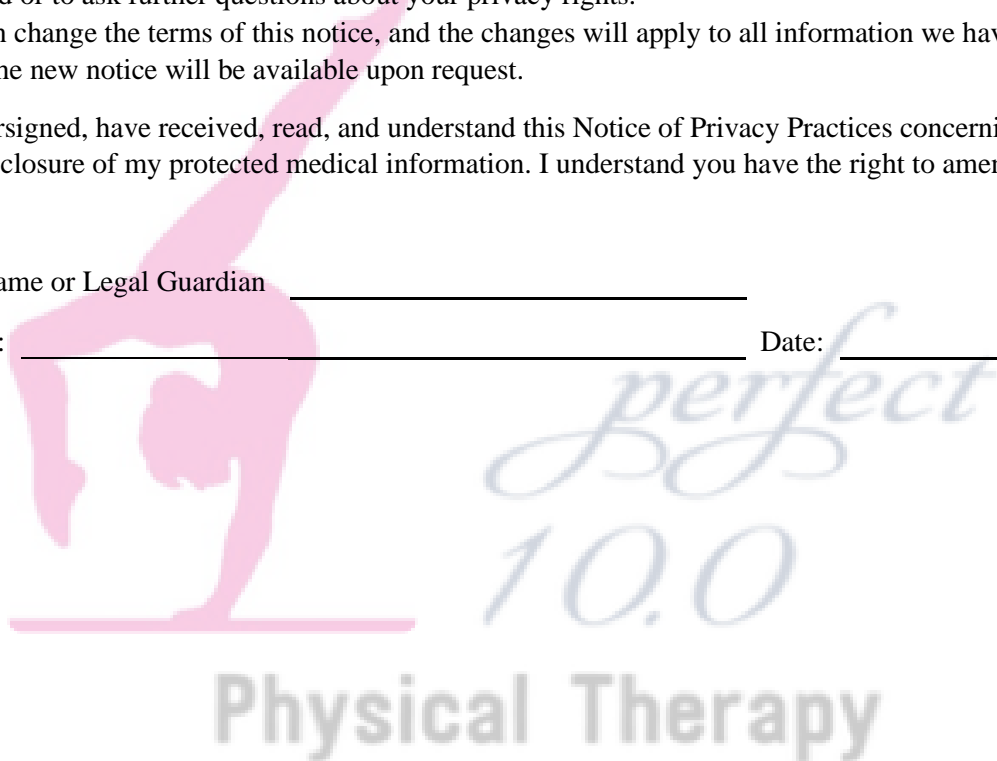 d or to ask further questions about your privacy rights.
n change the terms of this notice, and the changes will apply to all information we hav
he new notice will be available upon request.
rsigned, have received, read, and understand this Notice of Privacy Practices concerni
closure of my protected medical information. I understand you have the right to amen
ame or Legal Guardian
: Date:
perfect
10.0
Physical Therapy